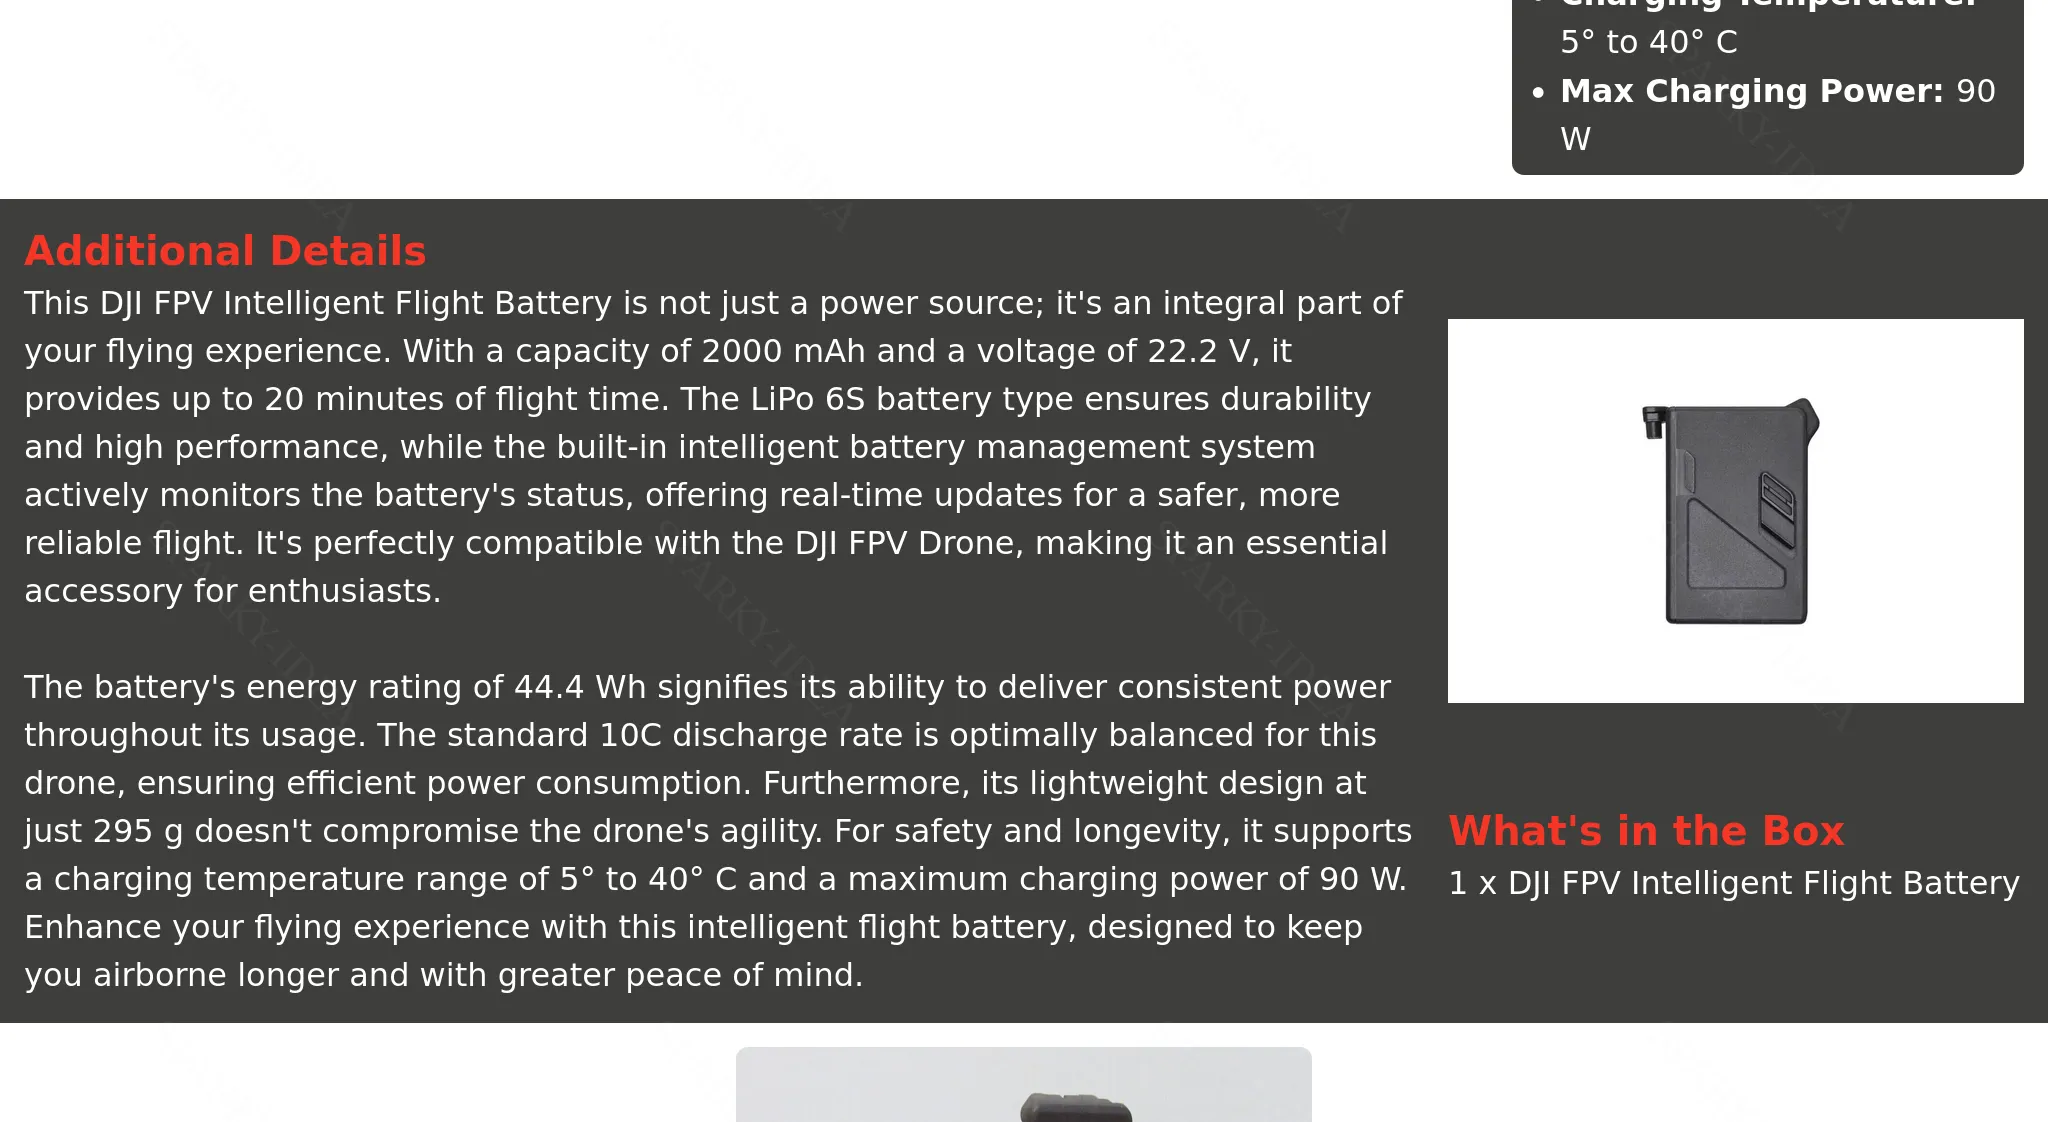 5° to 40° C
• Max Charging Power: 90
W
Additional Details
This DJI FPV Intelligent Flight Battery is not just a power source; it's an integral part of
your flying experience. With a capacity of 2000 mAh and a voltage of 22.2 V, it
provides up to 20 minutes of flight time. The LiPo 6S battery type ensures durability
and high performance, while the built-in intelligent battery management system
actively monitors the battery's status, offering real-time updates for a safer, more
reliable flight. It's perfectly compatible with the DJI FPV Drone, making it an essential
accessory for enthusiasts.
The battery's energy rating of 44.4 Wh signifies its ability to deliver consistent power
throughout its usage. The standard 10C discharge rate is optimally balanced for this
drone, ensuring efficient power consumption. Furthermore, its lightweight design at
just 295 g doesn't compromise the drone's agility. For safety and longevity, it supports
a charging temperature range of 5° to 40° C and a maximum charging power of 90 W.
Enhance your flying experience with this intelligent flight battery, designed to keep
you airborne longer and with greater peace of mind.
What's in the Box
1 x DJI FPV Intelligent Flight Battery